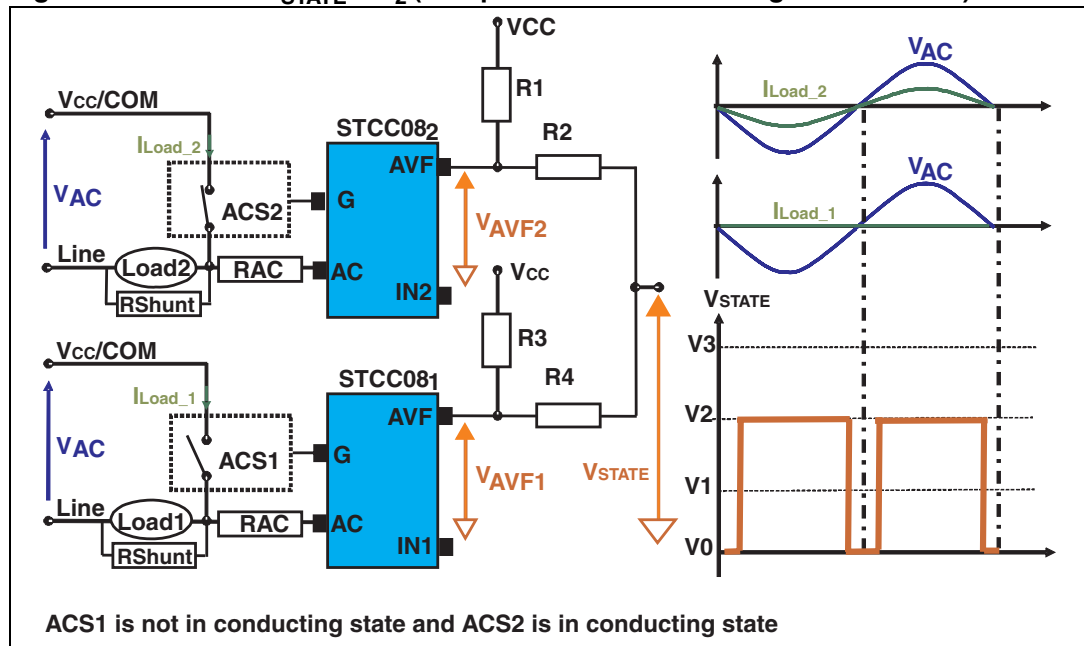 VCC
R1
VCC/COM
STCC082
R2
ILoad_2
AVF
VAC
ACS2
G
VAVF2
Line
Load2
RAC
AC
VCC
RShunt
IN2
R3
VCC/COM
STCC081
R4
ILoad_1
AVF
VAC
ACS1
G
VAVF1
VSTATE
Line
Load1
RAC
AC
RShunt
IN1
VAC
ILoad_2
VAC
ILoad_1
VSTATE
V3
V2
V1
V0
ACS1 is not in conducting state and ACS2 is in conducting state